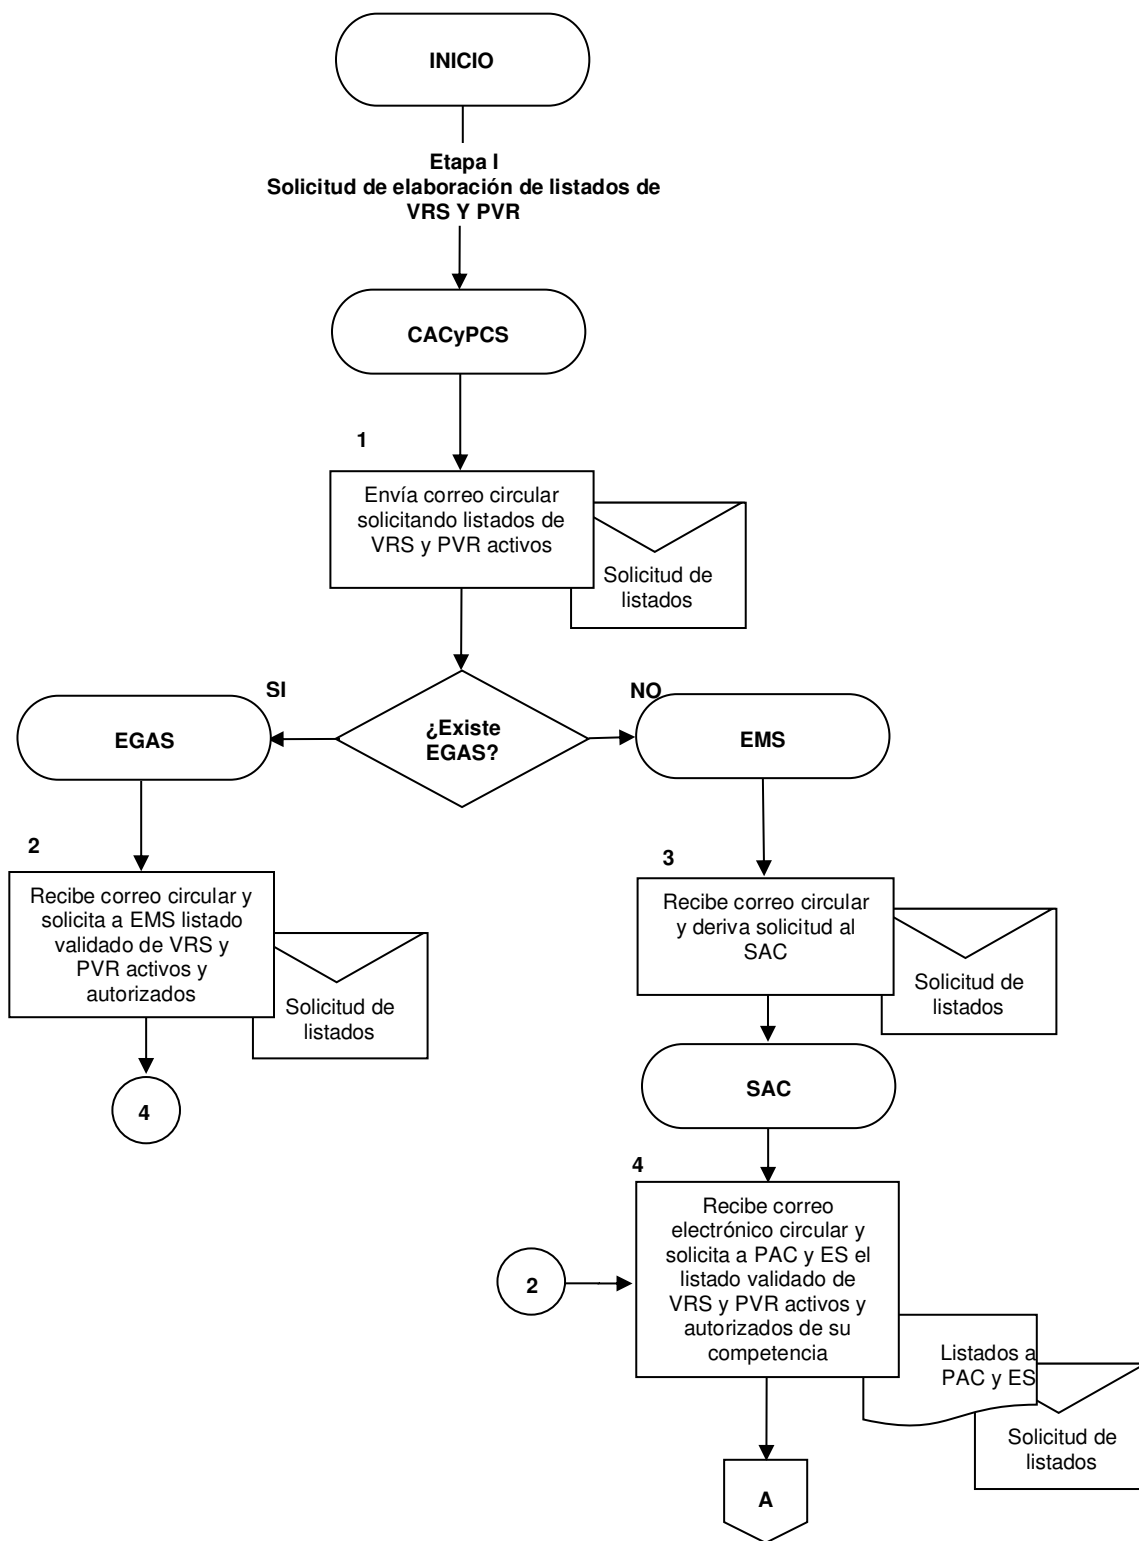 INICIO
Etapa I
Solicitud de elaboración de listados de
VRS Y PVR
CACyPCS
1
Envía correo circular
solicitando listados de
VRS y PVR activos
Solicitud de
listados
¿Existe
EGAS?
SI
NO
EGAS
EMS
2
Recibe correo circular y
solicita a EMS listado
validado de VRS y
PVR activos y
autorizados
Solicitud de
listados
4
3
Recibe correo circular
y deriva solicitud al
SAC
Solicitud de
listados
SAC
4
Recibe correo
electrónico circular y
solicita a PAC y ES el
listado validado de
VRS y PVR activos y
autorizados de su
competencia
2
Listados a
PAC y ES
Solicitud de
listados
A